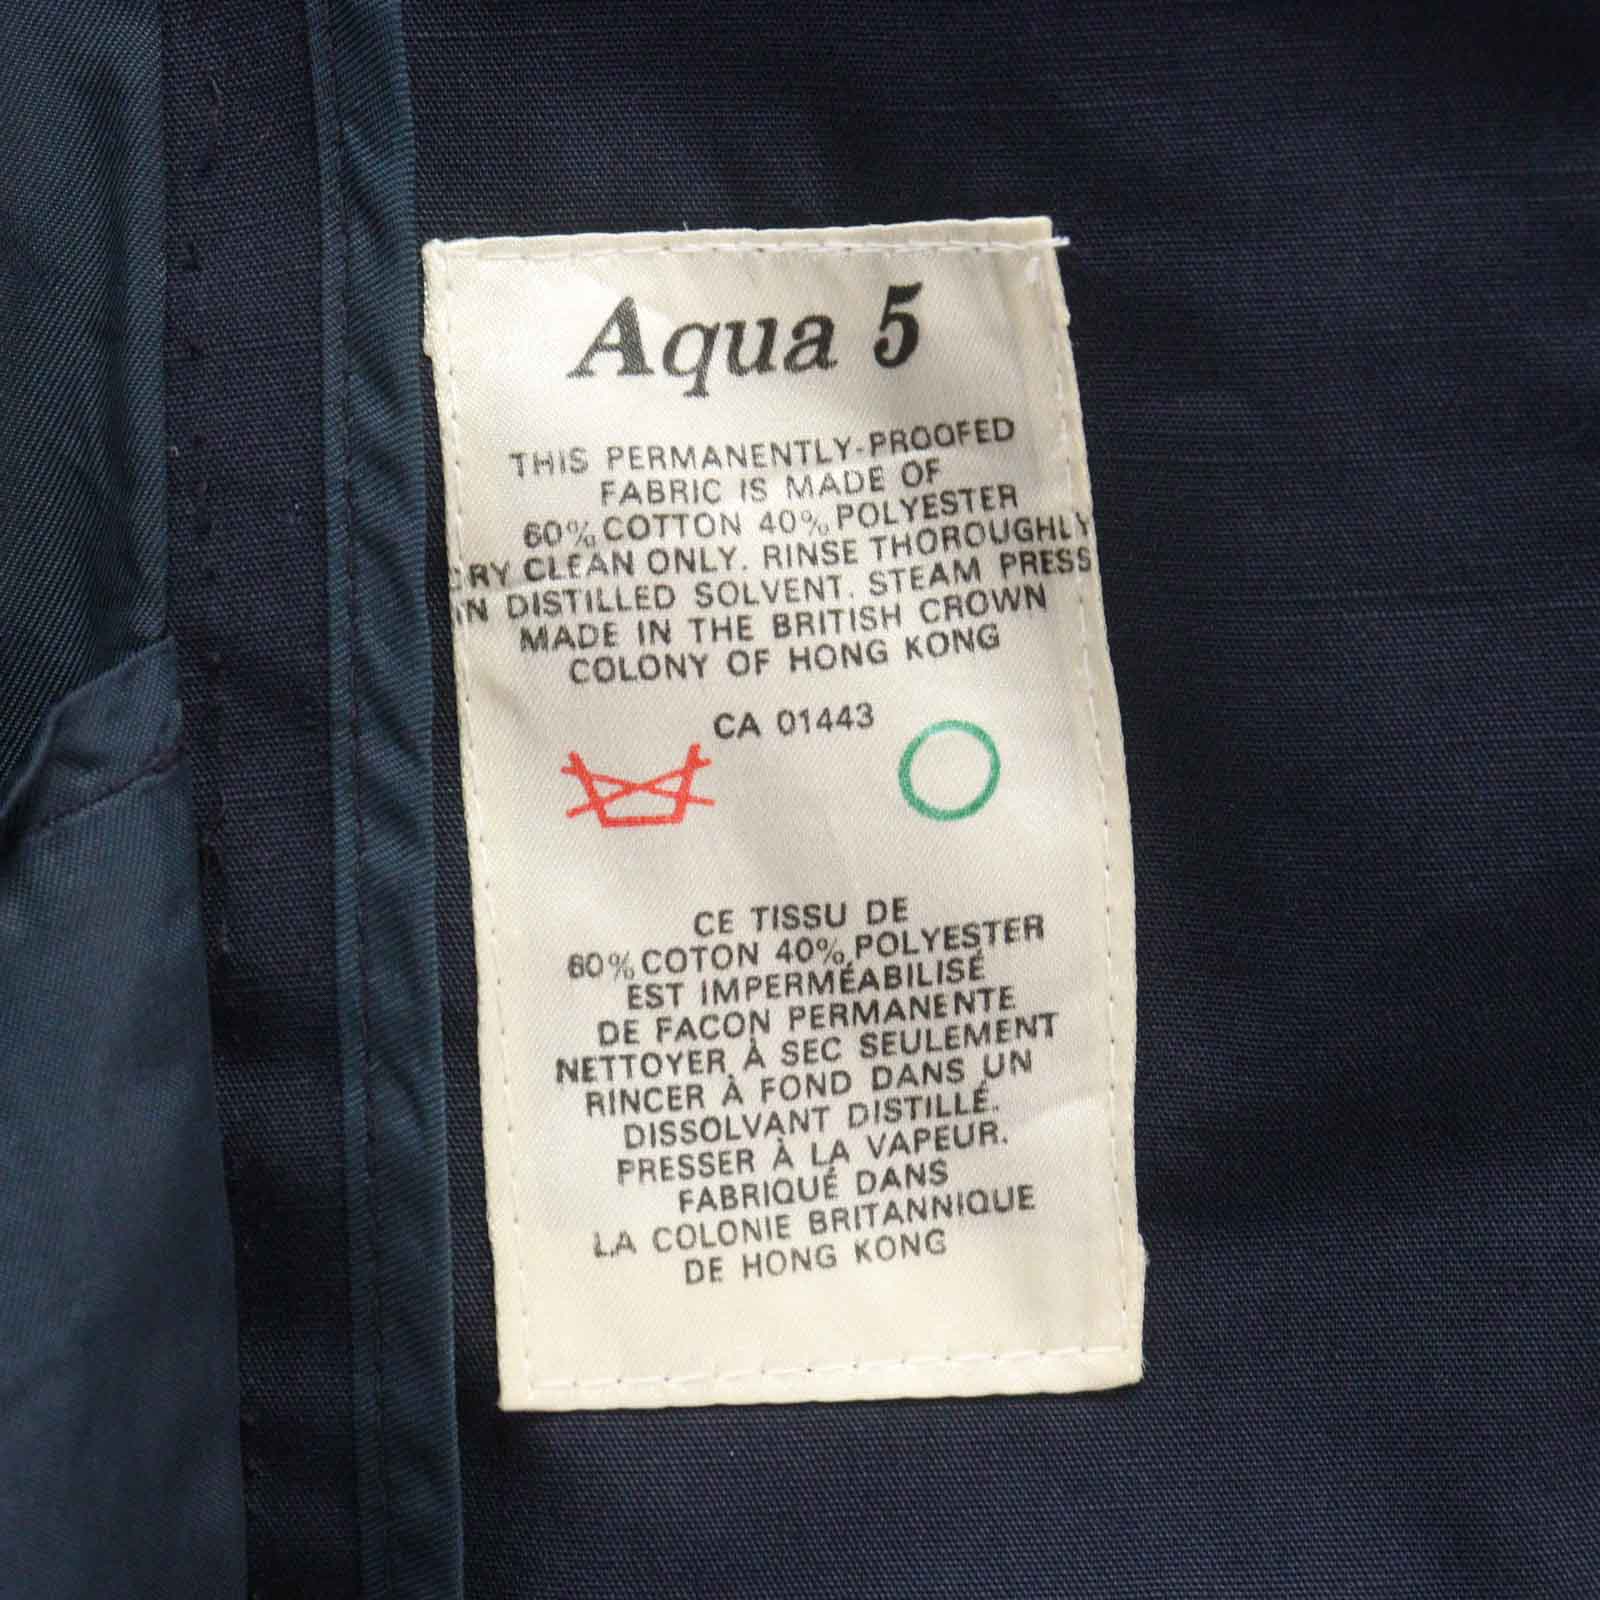 Aqua 5
THIS PERMANENTLY-PROOFED
FABRIC IS MADE OF
60% COTTON 40% POLYESTER
DRY CLEAN ONLY. RINSE THOROUGHLY
IN DISTILLED SOLVENT. STEAM PRESS
MADE IN THE BRITISH CROWN
COLONY OF HONG KONG
CA 01443
CE TISSU DE
60% COTON 40% POLYESTER
EST IMPERMÉABILISÉ
DE FACON PERMANENTE
NETTOYER À SEC SEULEMENT
RINCER À FOND DANS UN
DISSOLVANT DISTILLÉ.
PRESSER À LA VAPEUR.
FABRIQUÉ DANS
LA COLONIE BRITANNIQUE
DE HONG KONG